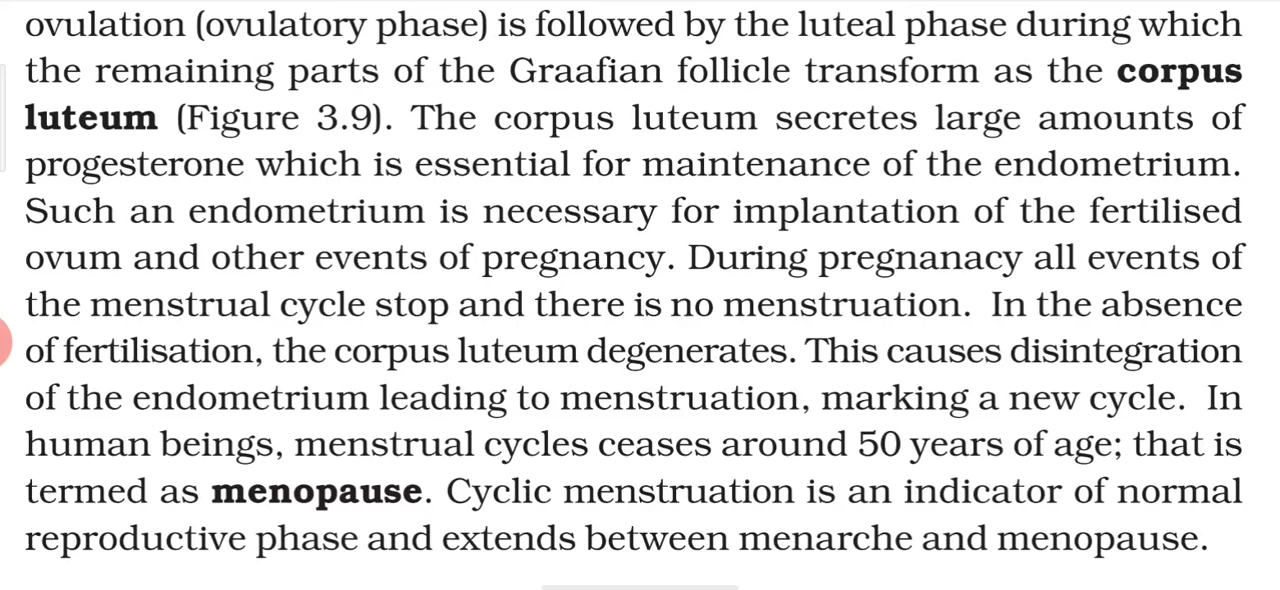 ovulation (ovulatory phase) is followed by the luteal phase during which
the remaining parts of the Graafian follicle transform as the corpus
luteum (Figure 3.9). The corpus luteum secretes large amounts of
progesterone which is essential for maintenance of the endometrium.
Such an endometrium is necessary for implantation of the fertilised
ovum and other events of pregnancy. During pregnanacy all events of
the menstrual cycle stop and there is no menstruation. In the absence
of fertilisation, the corpus luteum degenerates. This causes disintegration
of the endometrium leading to menstruation, marking a new cycle. In
human beings, menstrual cycles ceases around 50 years of age; that is
termed as menopause. Cyclic menstruation is an indicator of normal
reproductive phase and extends between menarche and menopause.